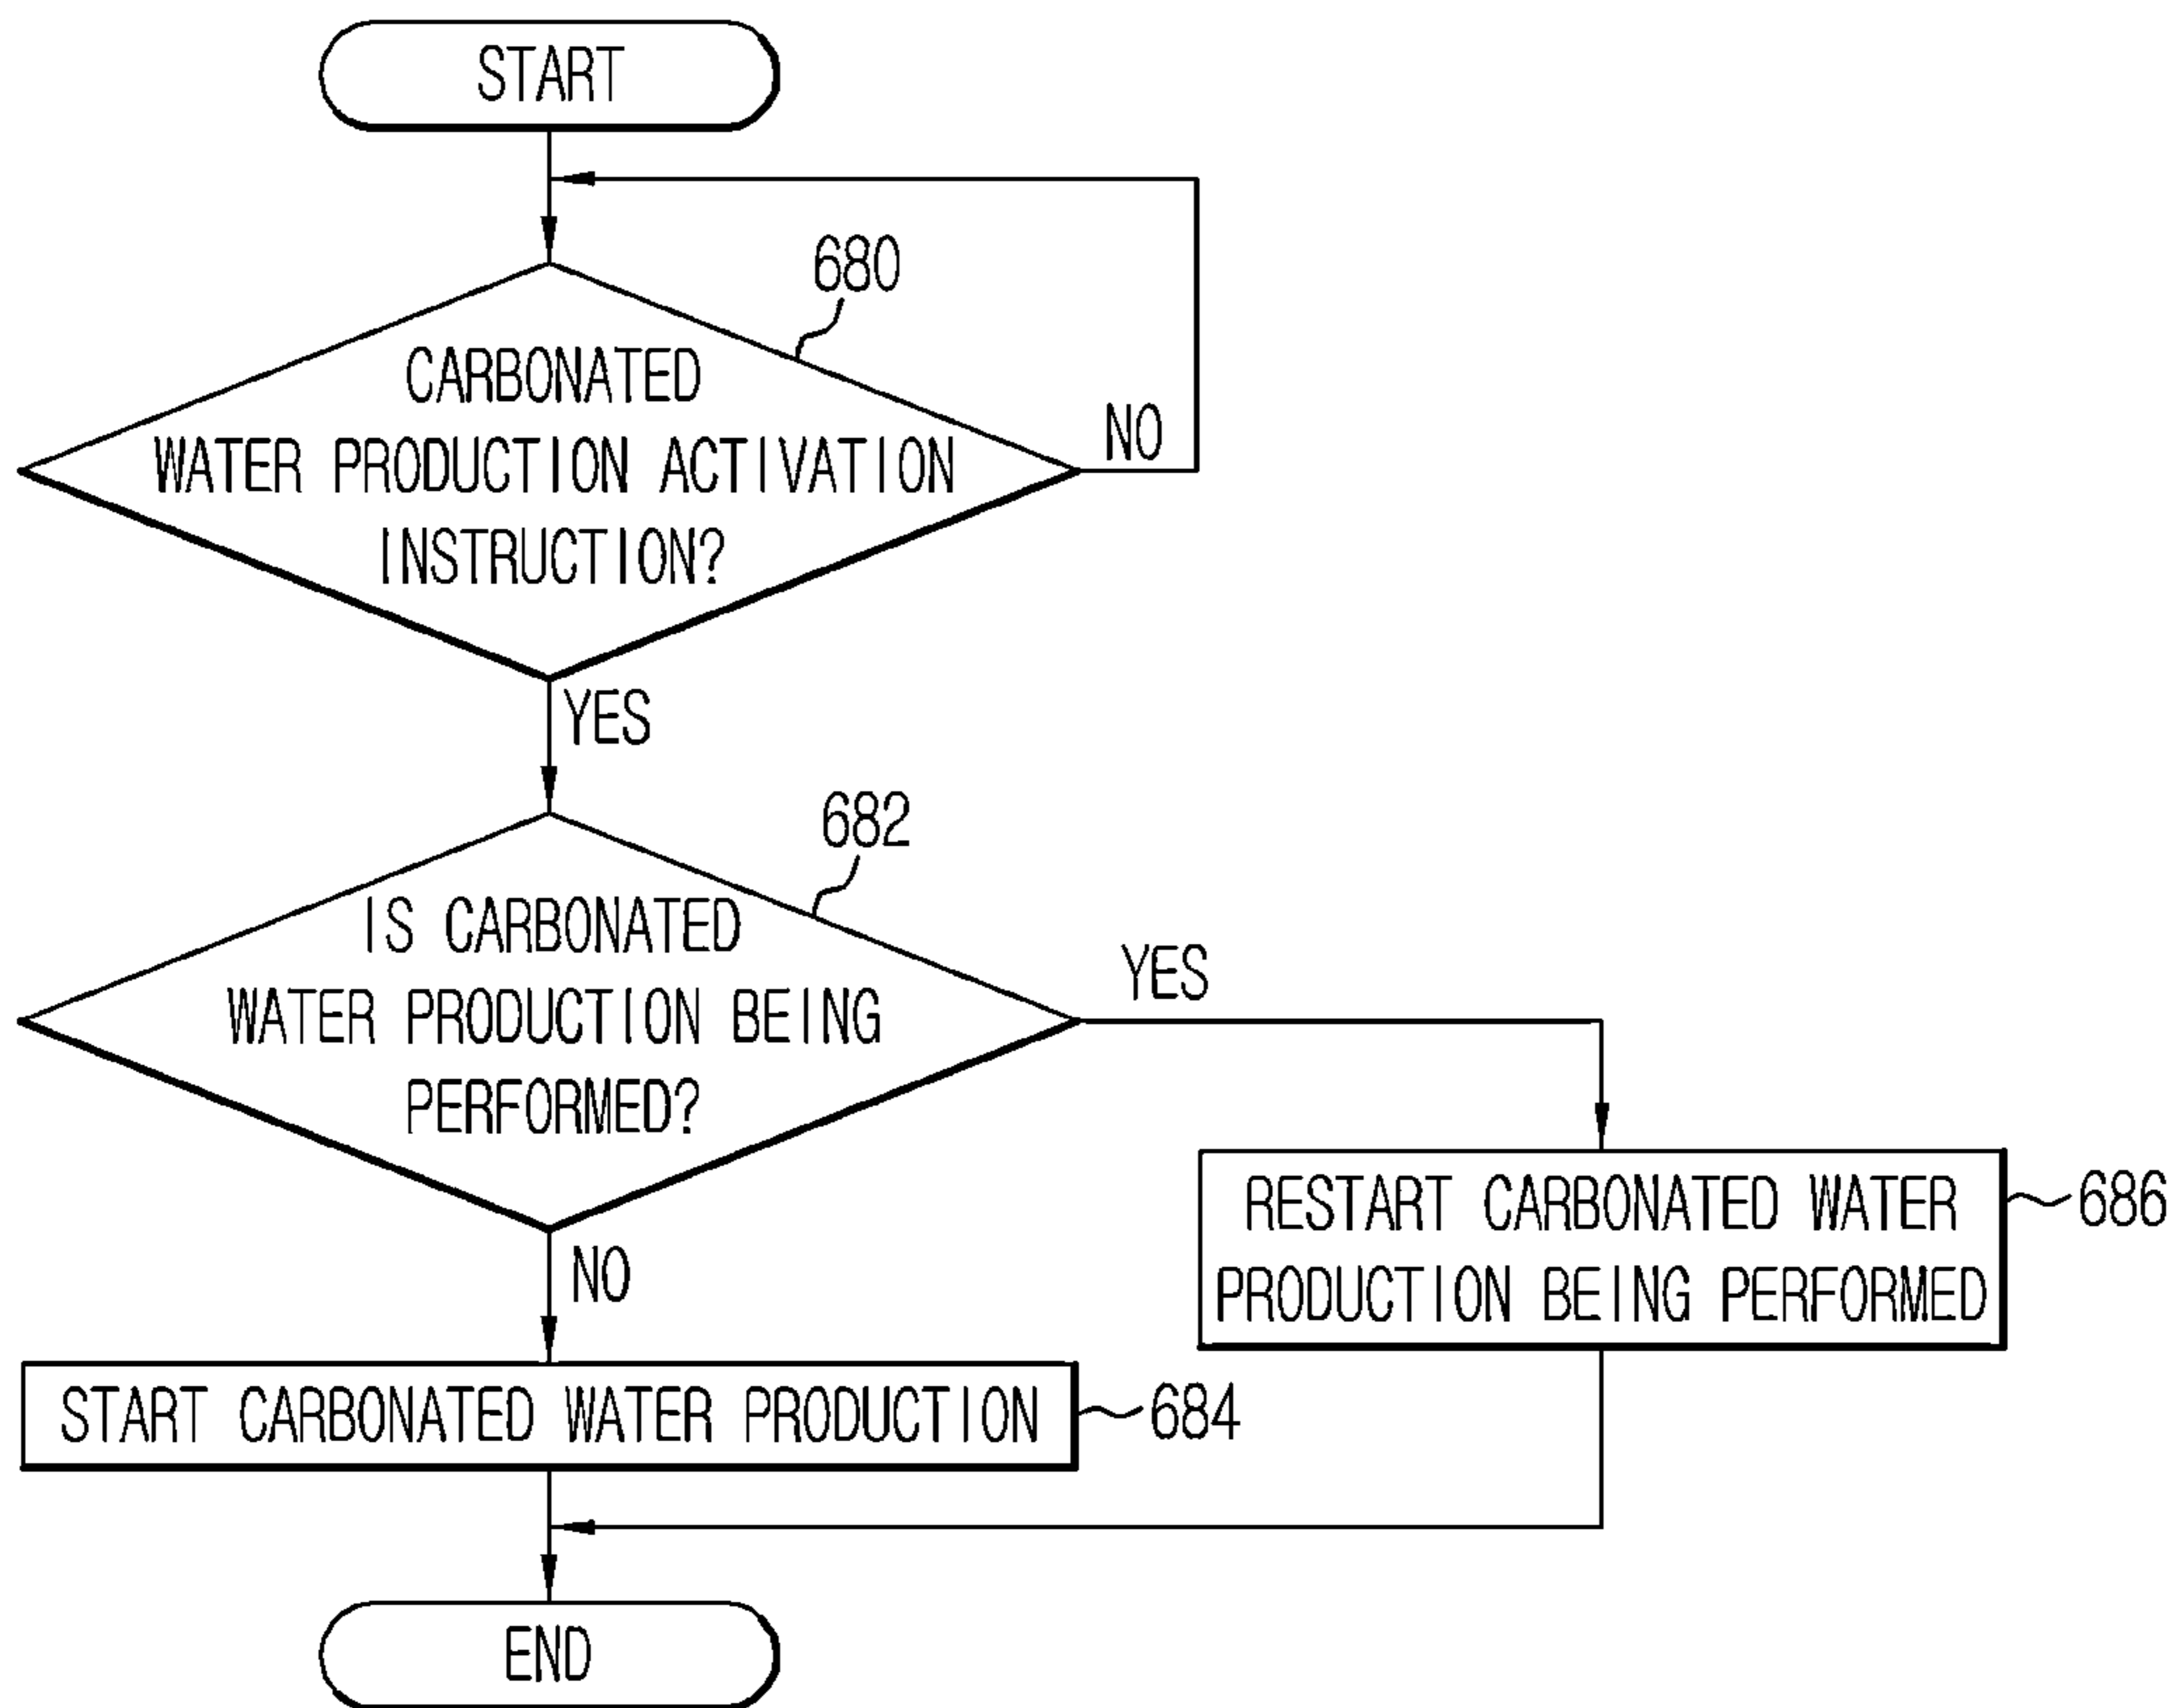 START
680
CARBONATED
WATER PRODUCTION ACTIVATION
INSTRUCTION?
NO
YES
682
IS CARBONATED
WATER PRODUCTION BEING
PERFORMED?
YES
NO
RESTART CARBONATED WATER
PRODUCTION BEING PERFORMED
686
START CARBONATED WATER PRODUCTION
684
END